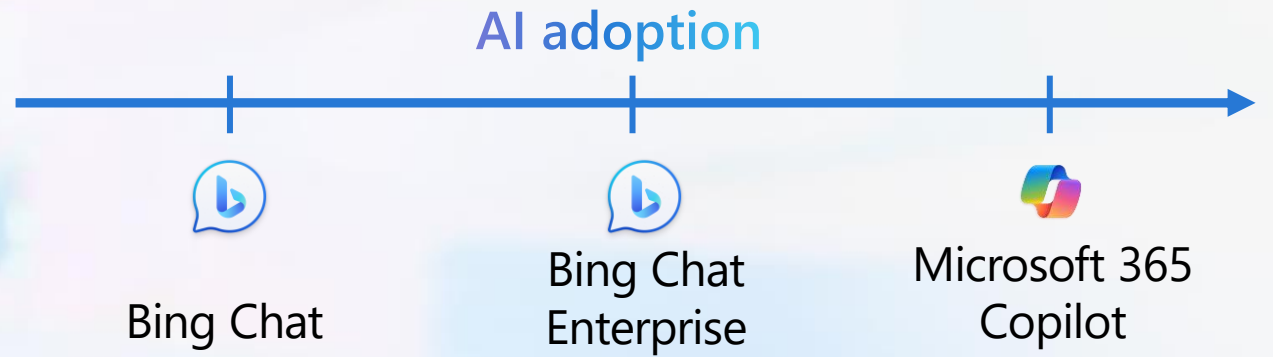 AI adoption
Bing Chat
Bing Chat
Enterprise
Microsoft 365
Copilot